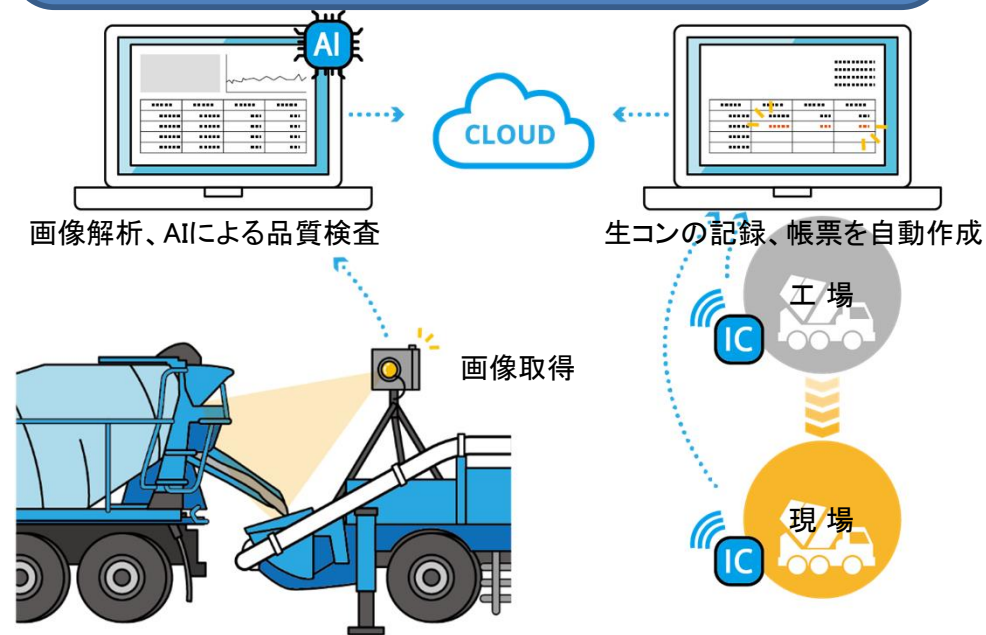 AI
CLOUD
画像解析、AIによる品質検査
生コンの記録、帳票を自動作成
工 場
IC
画像取得
現 場
IC